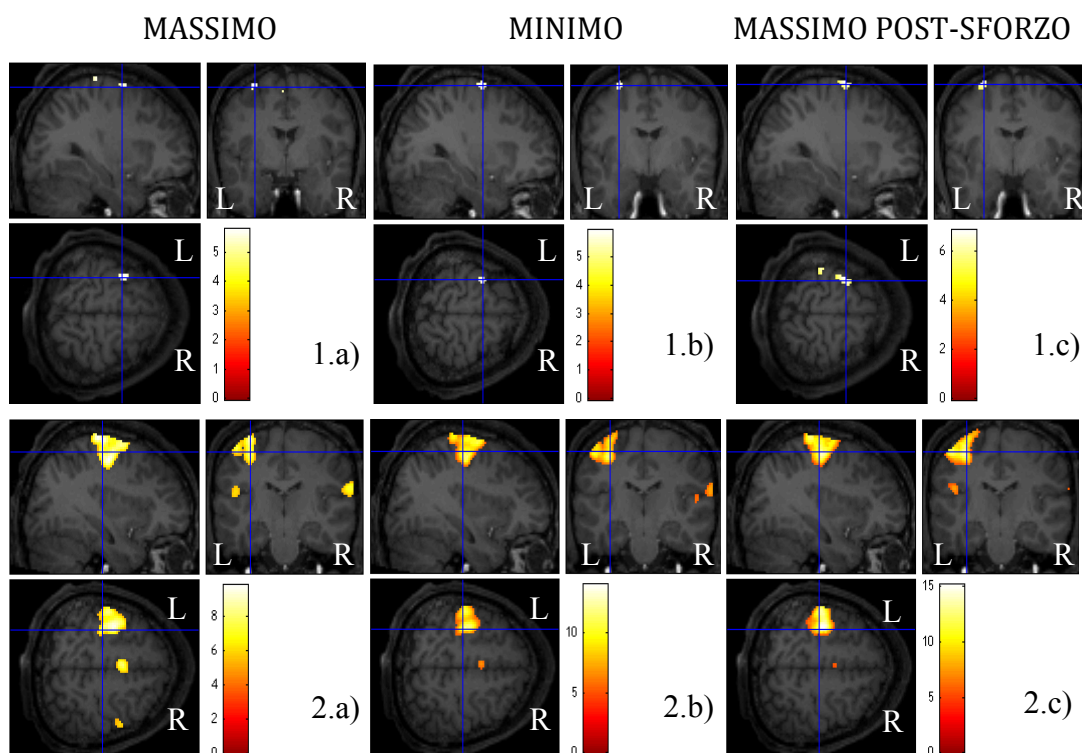 MASSIMO MINIMO MASSIMO POST-SFORZO
L R L R L R
L L L
5 5 6
4 4 4
3 3
2 2 2
1 1
0 0 0
R R R
1.a) 1.b) 1.c)
L R L R L R
L L L
8 10 15
6 10
4 5 5
2
0 0 0
R R R
2.a) 2.b) 2.c)